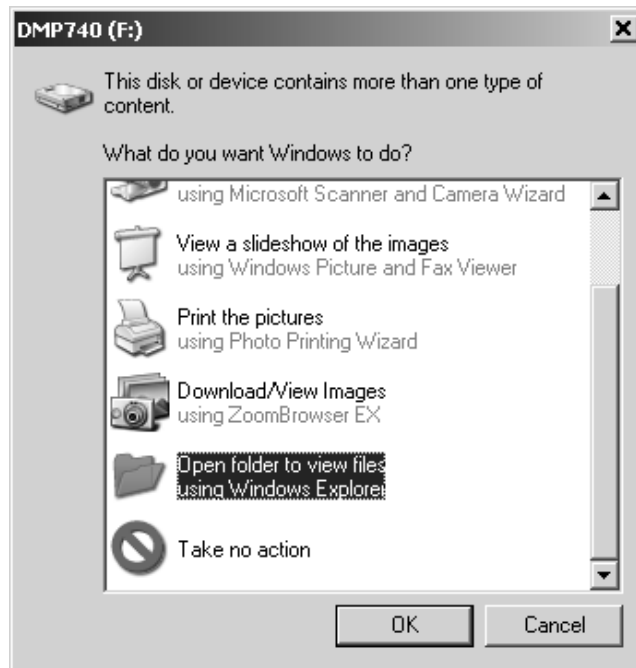 DMP740 (F:)
This disk or device contains more than one type of
content.
What do you want Windows to do?
using Microsoft Scanner and Camera Wizard
View a slideshow of the images
using Windows Picture and Fax Viewer
Print the pictures
using Photo Printing Wizard
Download/View Images
using ZoomBrowser EX
Open folder to view files
using Windows Explorer
Take no action
OK
Cancel